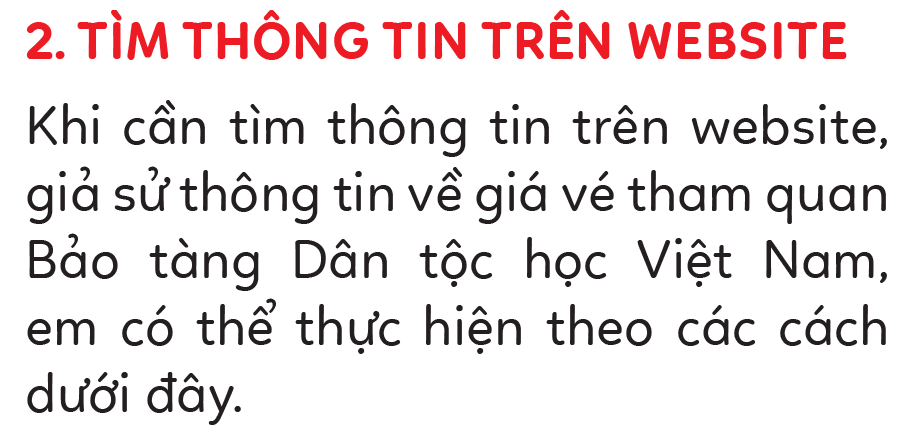 2. TÌM THÔNG TIN TRÊN WEBSITE
Khi cần tìm thông tin trên website,
giả sử thông tin về giá vé tham quan
Bảo tàng Dân tộc học Việt Nam,
em có thể thực hiện theo các cách
dưới đây.